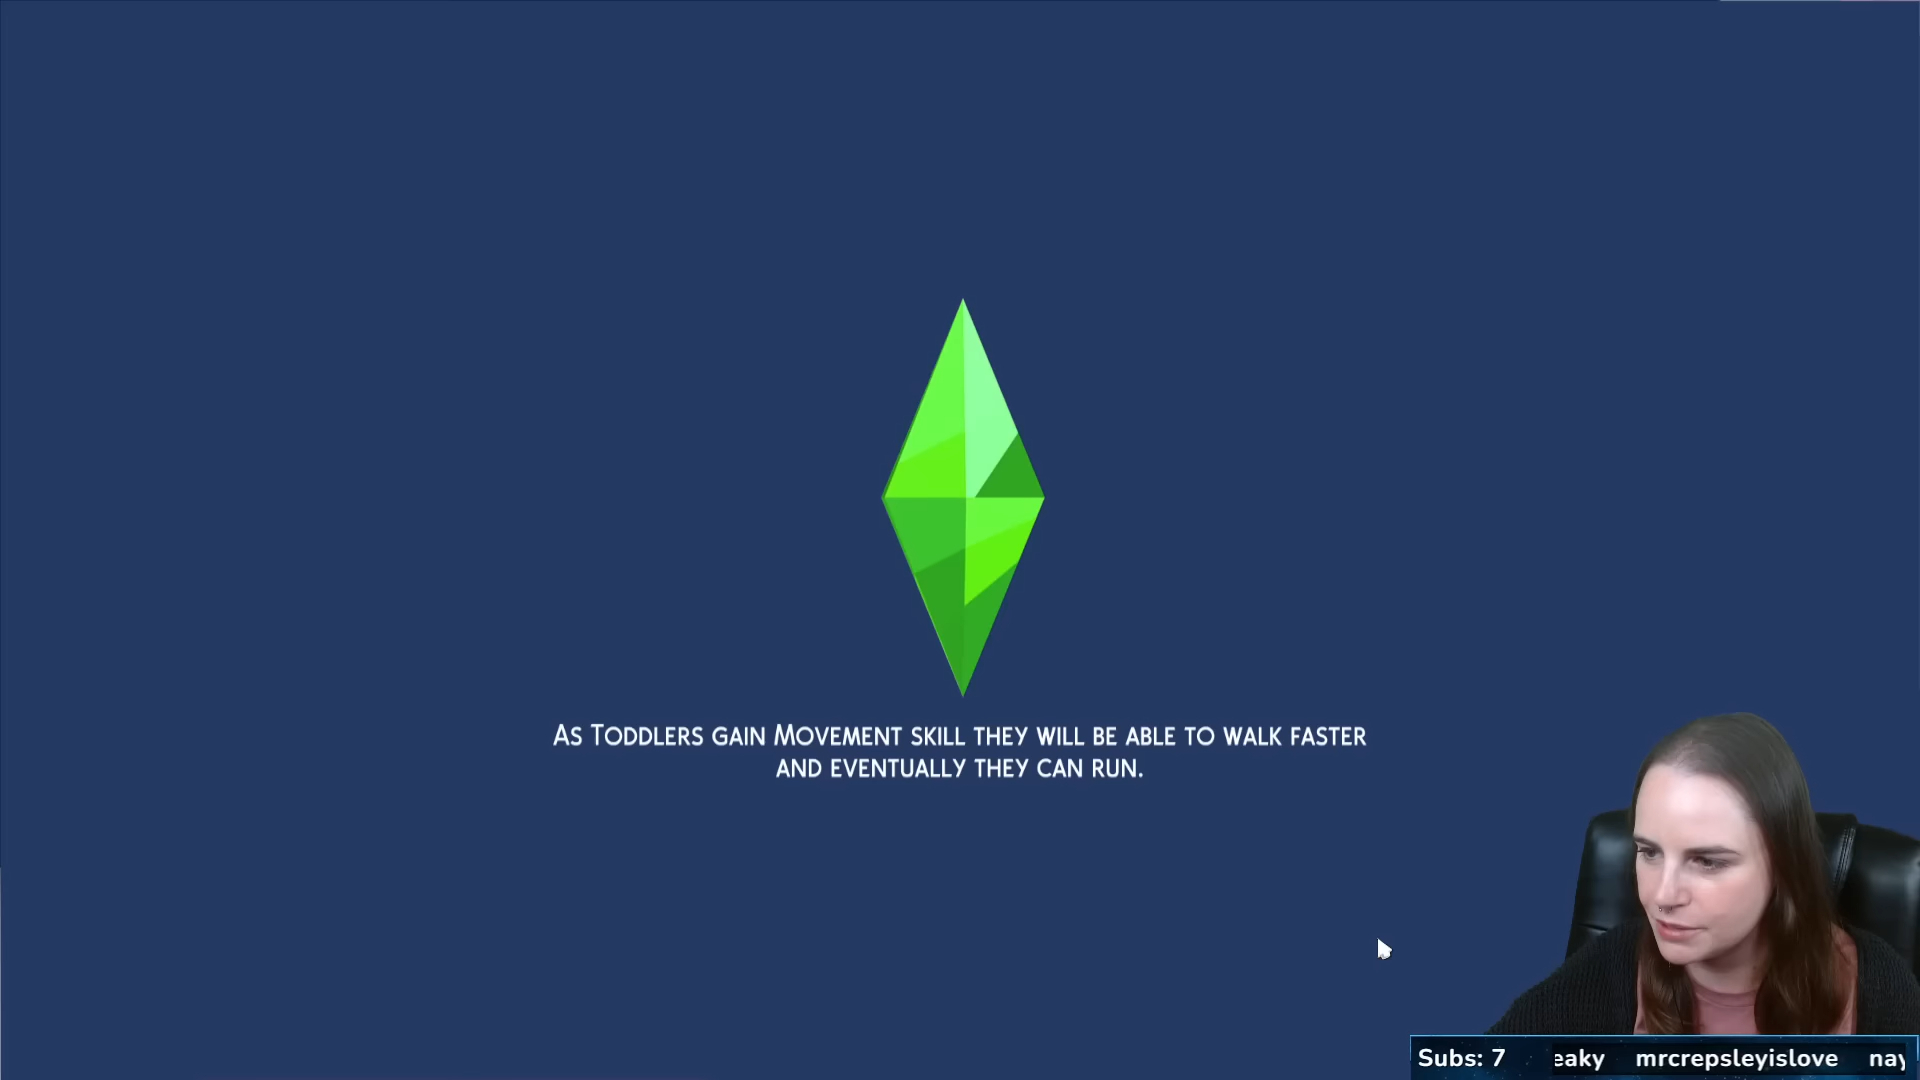 As Toddlers gain Movement skill they will be able to walk faster
and eventually they can run.
Subs: 7 eaky mrcrepsleyislove nay